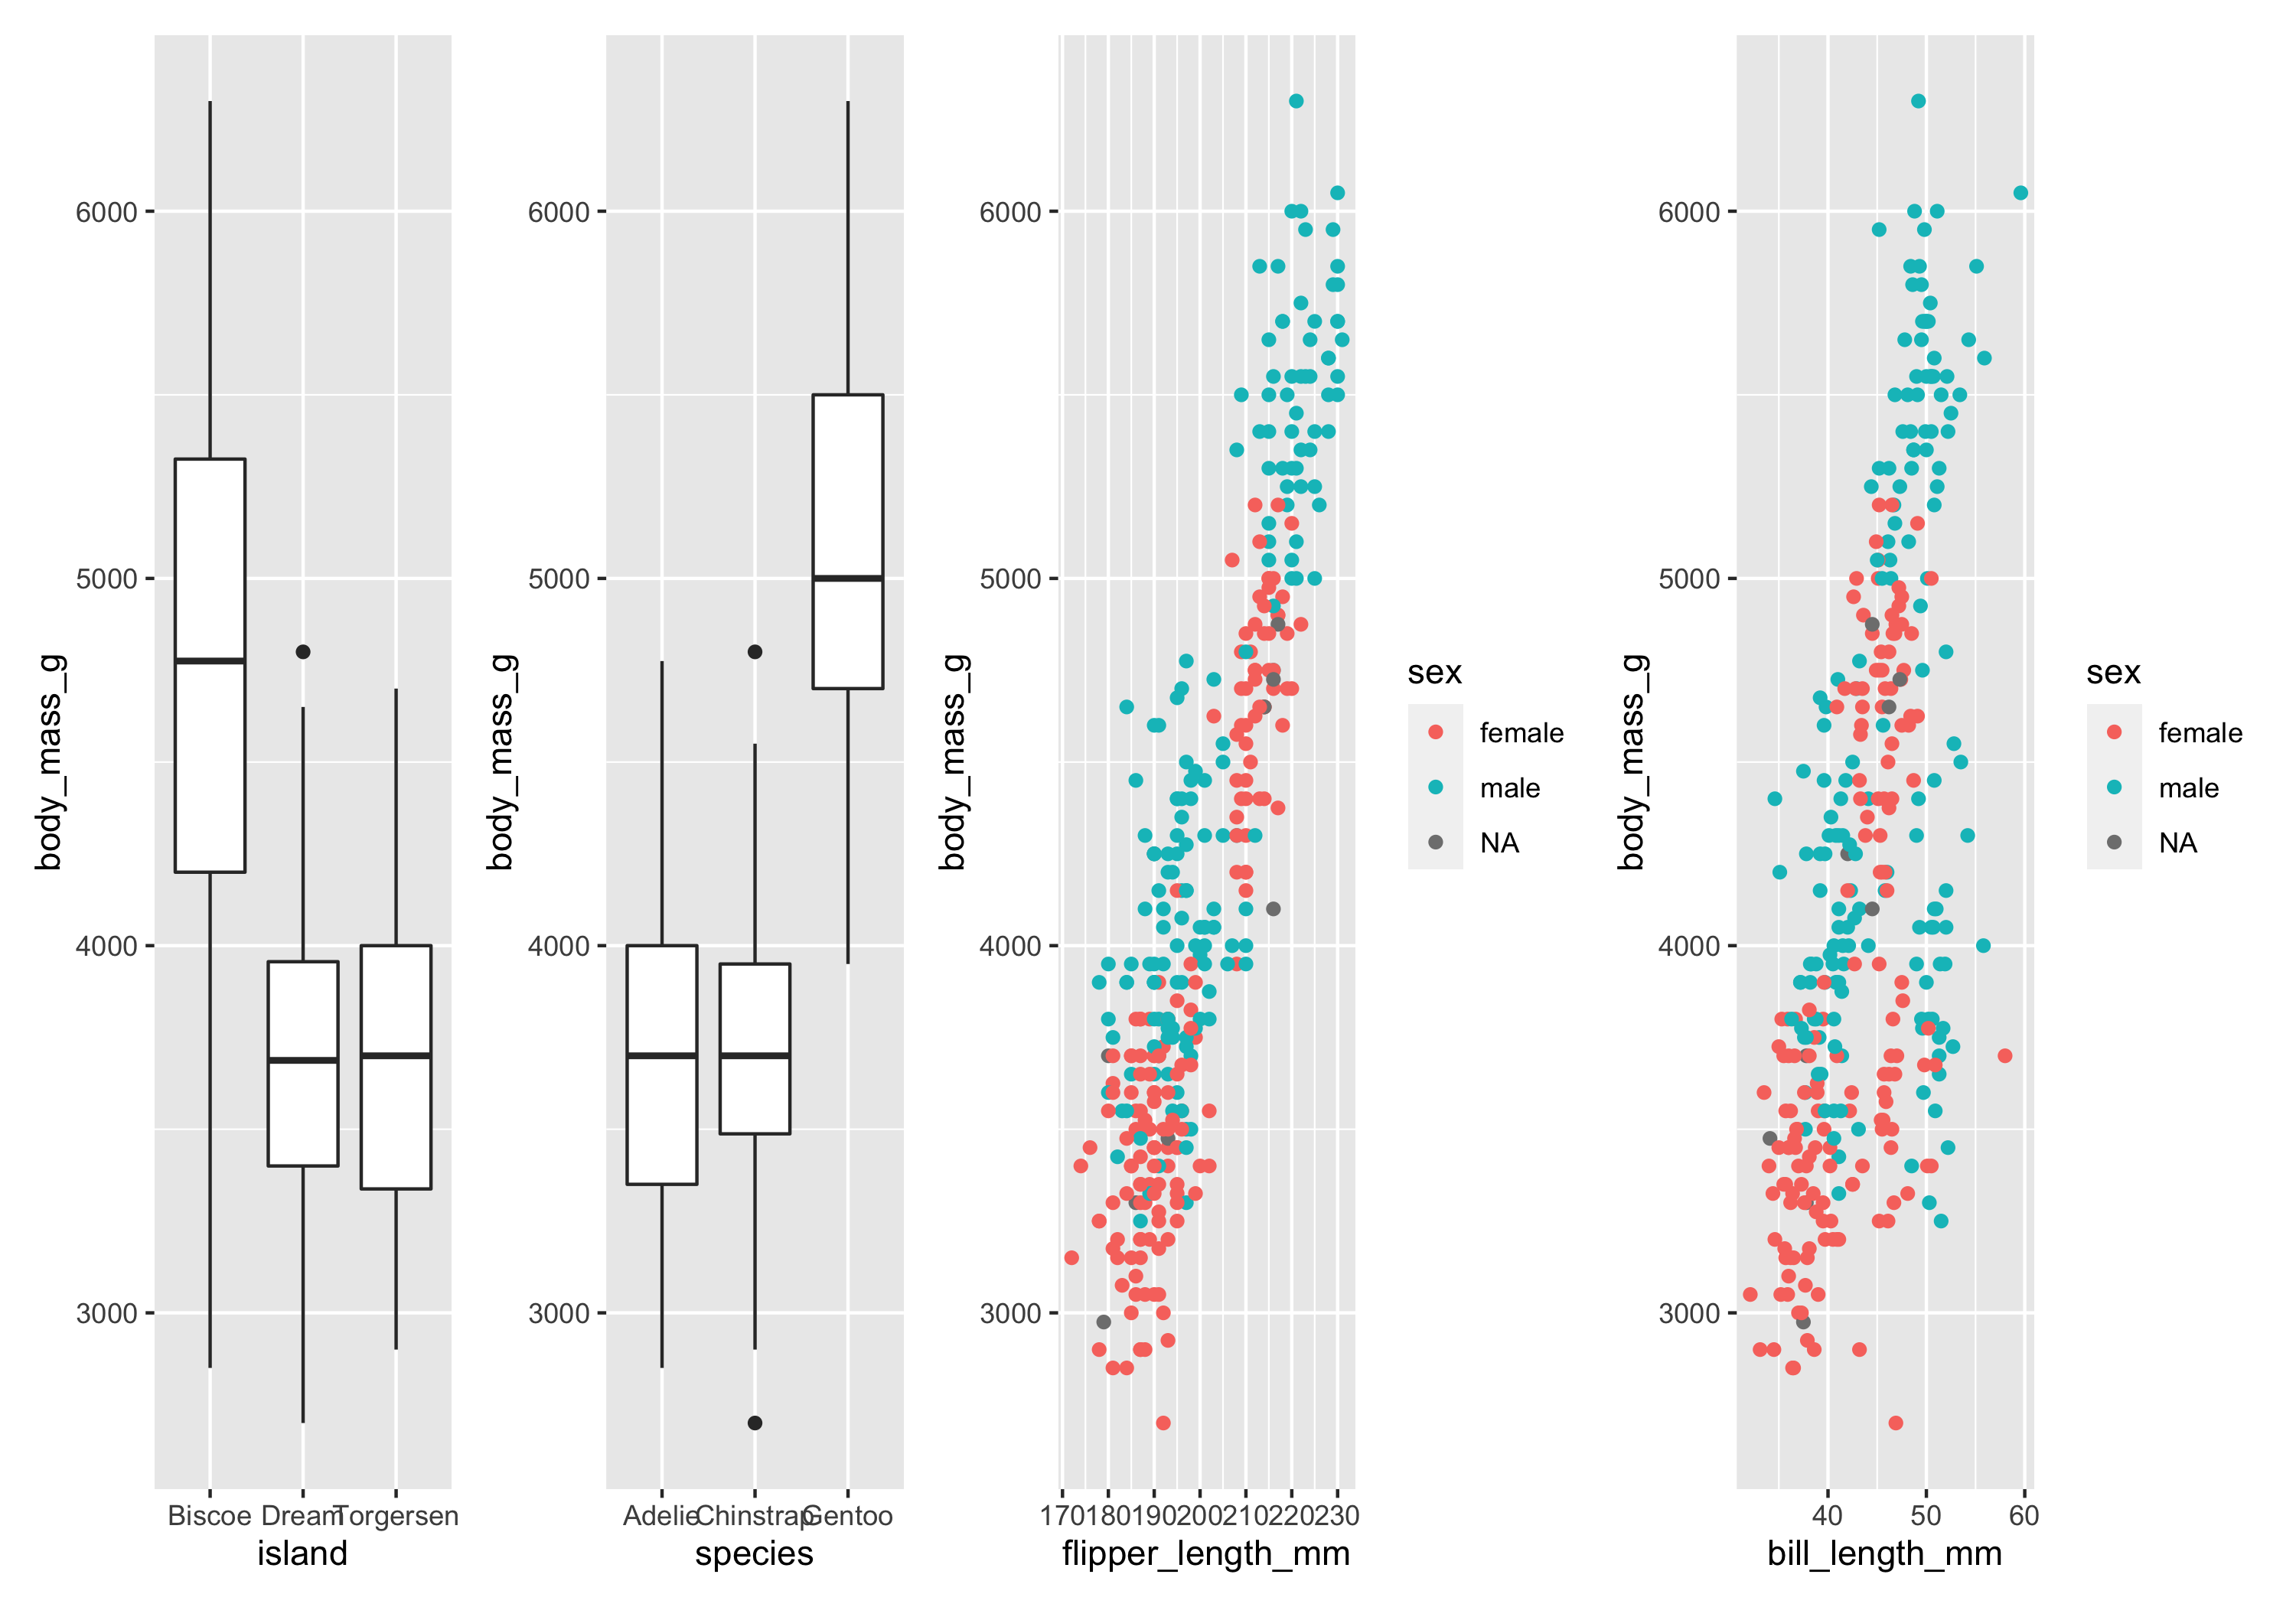 body_mass_g
6000
5000
4000
3000
Biscoe Dream Torgersen
island
body_mass_g
6000
5000
4000
3000
Adelie Chinstrap Gentoo
species
body_mass_g
6000
5000
4000
3000
170 180 190 200 210 220 230
flipper_length_mm
sex
female
male
NA
body_mass_g
6000
5000
4000
3000
40 50 60
bill_length_mm
sex
female
male
NA